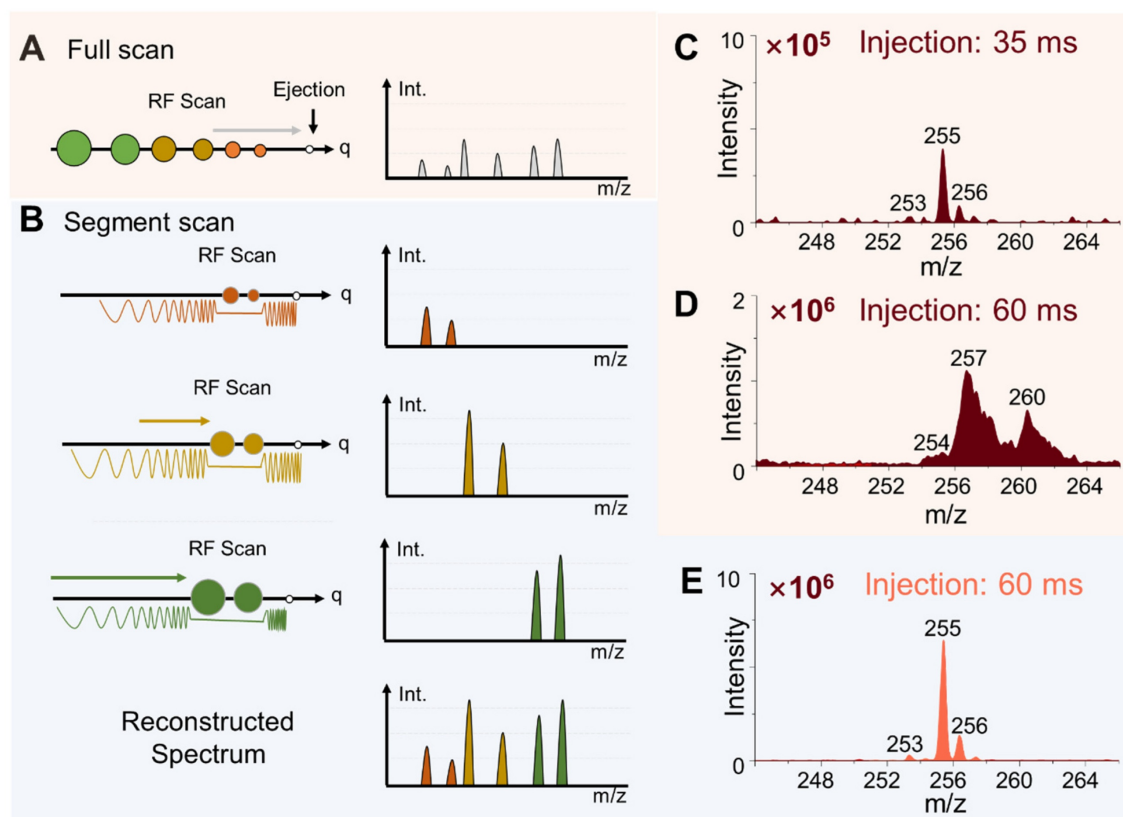 A Full scan
RF Scan
Ejection
q
Int.
m/z
B Segment scan
RF Scan
q
Int.
m/z
RF Scan
q
Int.
m/z
RF Scan
q
Int.
m/z
Reconstructed
Spectrum
Int.
m/z
C ×10⁵ Injection: 35 ms
10
0
Intensity
255
253
256
248 252 256 260 264
m/z
D ×10⁶ Injection: 60 ms
2
0
Intensity
257
260
254
248 252 256 260 264
m/z
E ×10⁶ Injection: 60 ms
10
0
Intensity
255
253
256
248 252 256 260 264
m/z